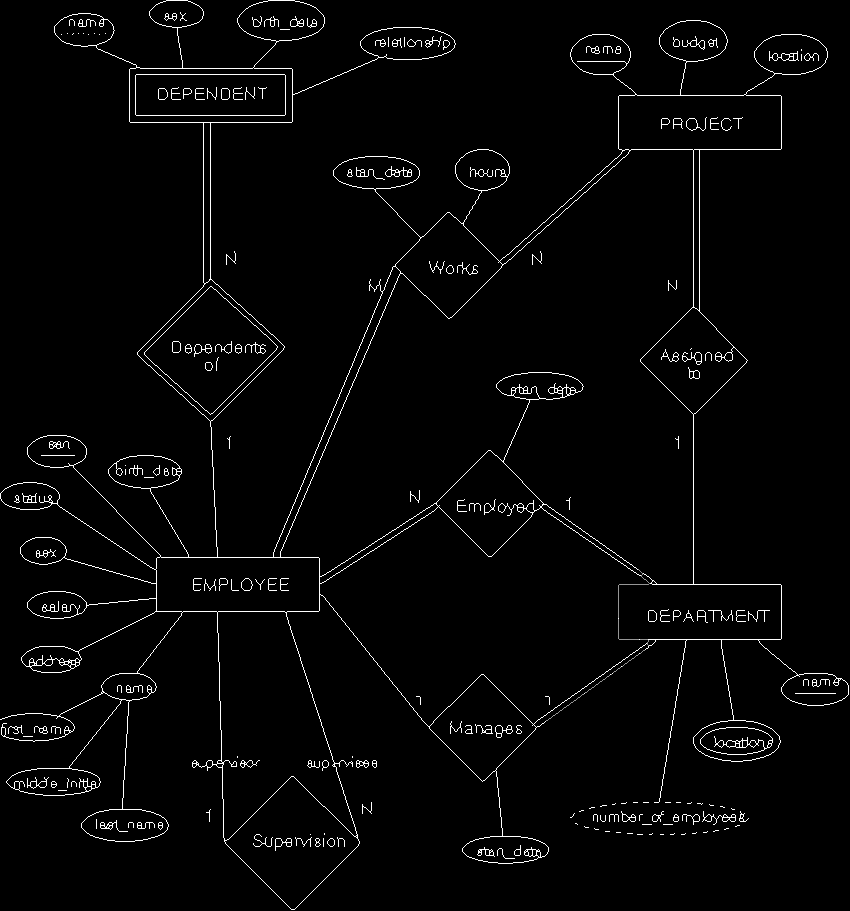 name
sex
birth_date
relationship
DEPENDENT
name
budget
location
PROJECT
start_date
hours
Works
M
N
N
N
Dependents
of
Assigned
to
1
1
start_date
N
Employed
1
ssn
birth_date
status
sex
EMPLOYEE
salary
DEPARTMENT
address
name
name
first_name
1
Manages
1
locations
middle_initial
supervisor
supervisee
last_name
1
N
number_of_employees
Supervision
start_date